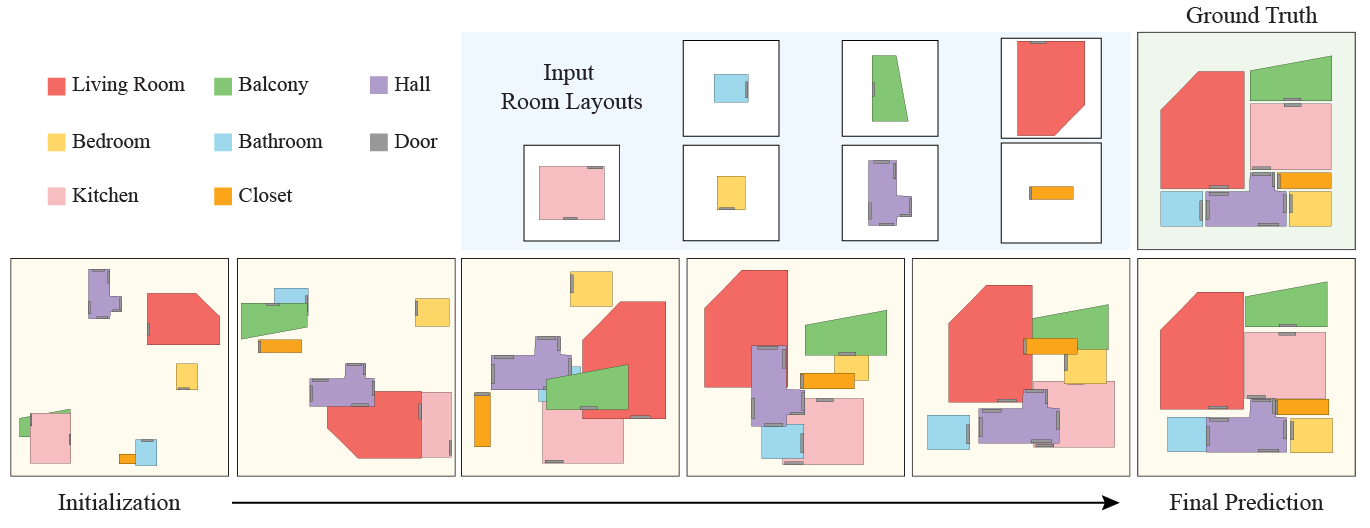 Ground Truth
Input
Room Layouts
Living Room
Balcony
Hall
Bedroom
Bathroom
Door
Kitchen
Closet
Initialization
Final Prediction